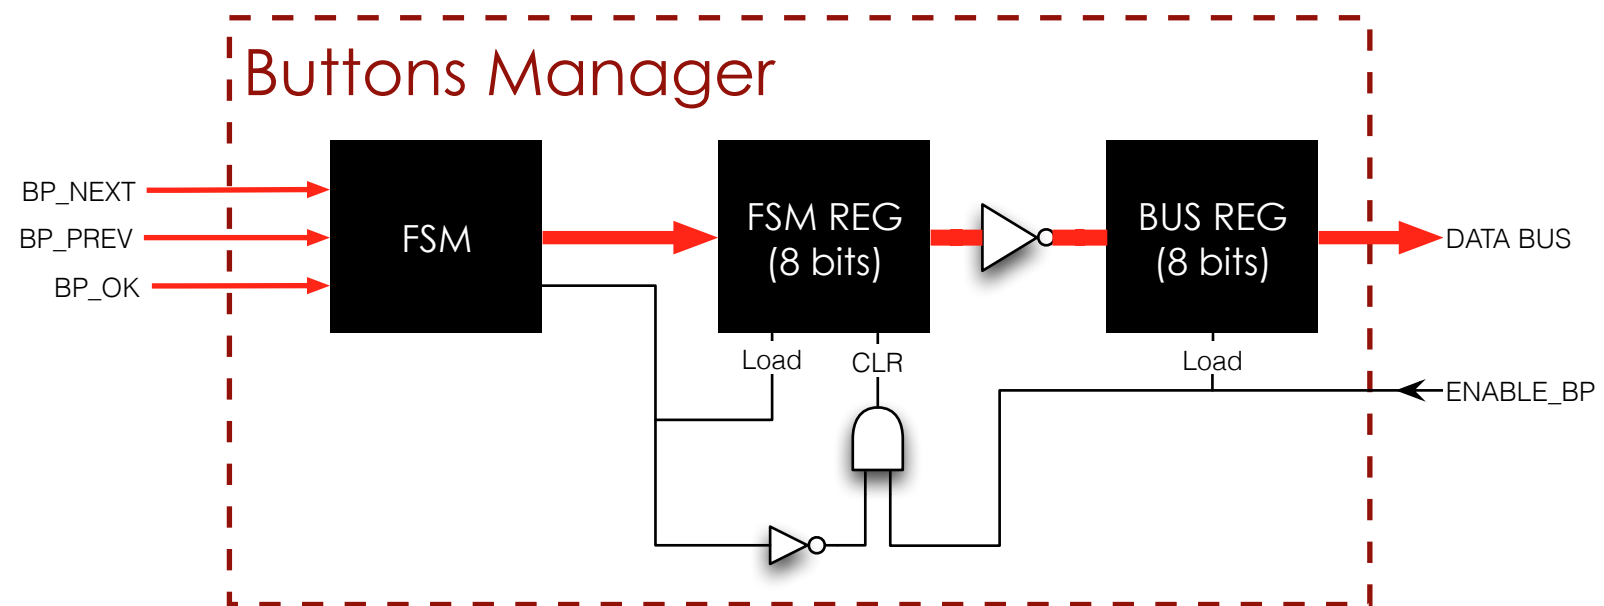 Buttons Manager
BP_NEXT
BP_PREV
BP_OK
FSM
FSM REG
(8 bits)
BUS REG
(8 bits)
DATA BUS
Load
CLR
Load
ENABLE_BP